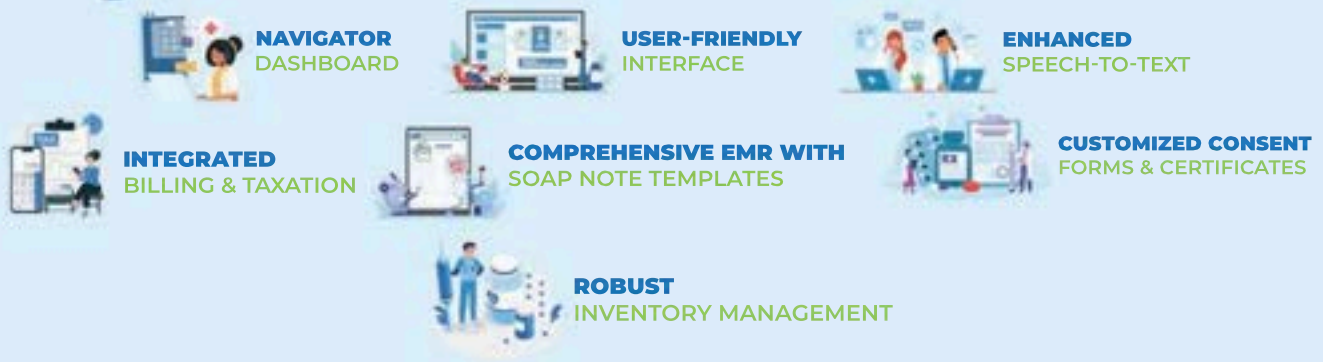 NAVIGATOR
DASHBOARD
USER-FRIENDLY
INTERFACE
ENHANCED
SPEECH-TO-TEXT
INTEGRATED
BILLING & TAXATION
COMPREHENSIVE EMR WITH
SOAP NOTE TEMPLATES
CUSTOMIZED CONSENT
FORMS & CERTIFICATES
ROBUST
INVENTORY MANAGEMENT